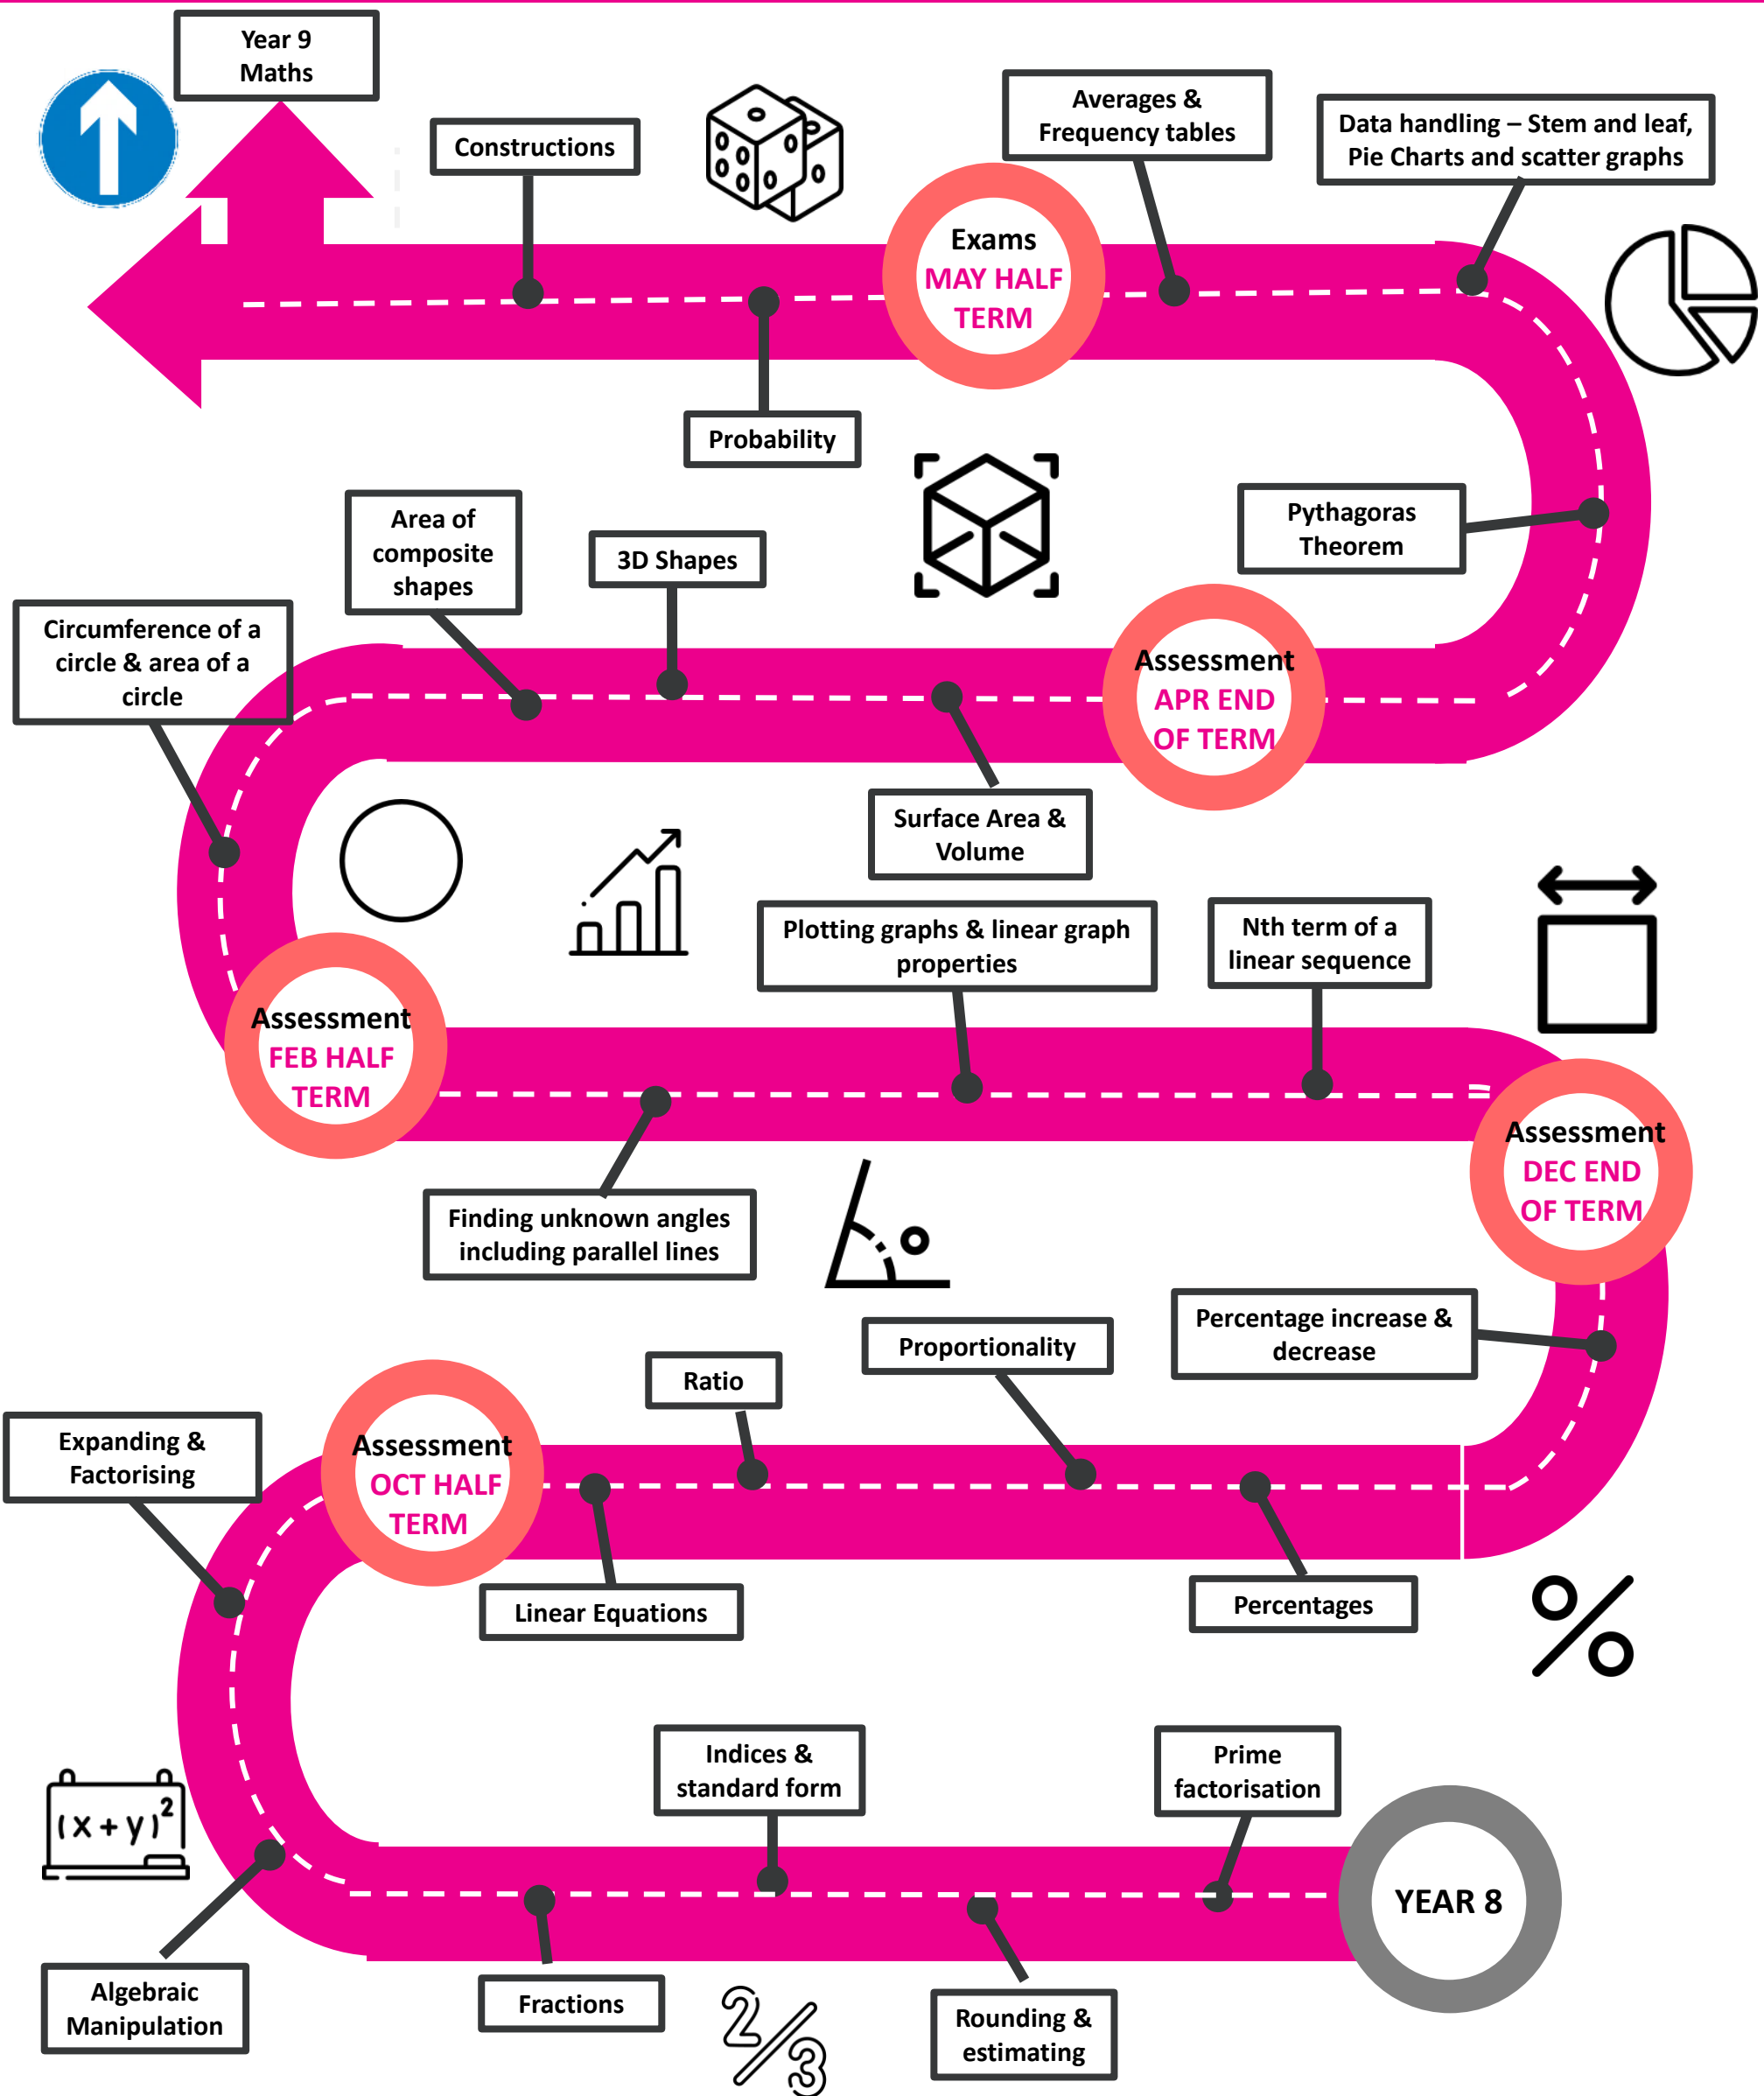 Year 9
Maths
Constructions
Averages &
Frequency tables
Data handling – Stem and leaf,
Pie Charts and scatter graphs
Exams
MAY HALF
TERM
Probability
Pythagoras
Theorem
Area of
composite
shapes
3D Shapes
Circumference of a
circle & area of a
circle
Assessment
APR END
OF TERM
Surface Area &
Volume
Plotting graphs & linear graph
properties
Nth term of a
linear sequence
Assessment
FEB HALF
TERM
Assessment
DEC END
OF TERM
Finding unknown angles
including parallel lines
Percentage increase &
decrease
Proportionality
Ratio
Expanding &
Factorising
Assessment
OCT HALF
TERM
Linear Equations
Percentages
%
Indices &
standard form
Prime
factorisation
(x + y)²
YEAR 8
Algebraic
Manipulation
Fractions
2/3
Rounding &
estimating